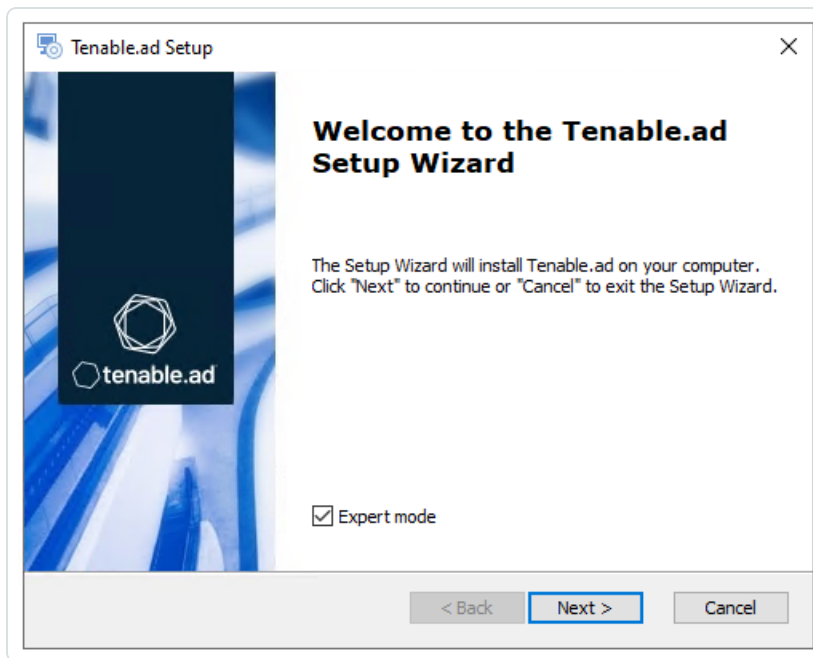 Tenable.ad Setup
Welcome to the Tenable.ad
Setup Wizard
The Setup Wizard will install Tenable.ad on your computer.
Click "Next" to continue or "Cancel" to exit the Setup Wizard.
tenable.ad
Expert mode
< Back
Next >
Cancel